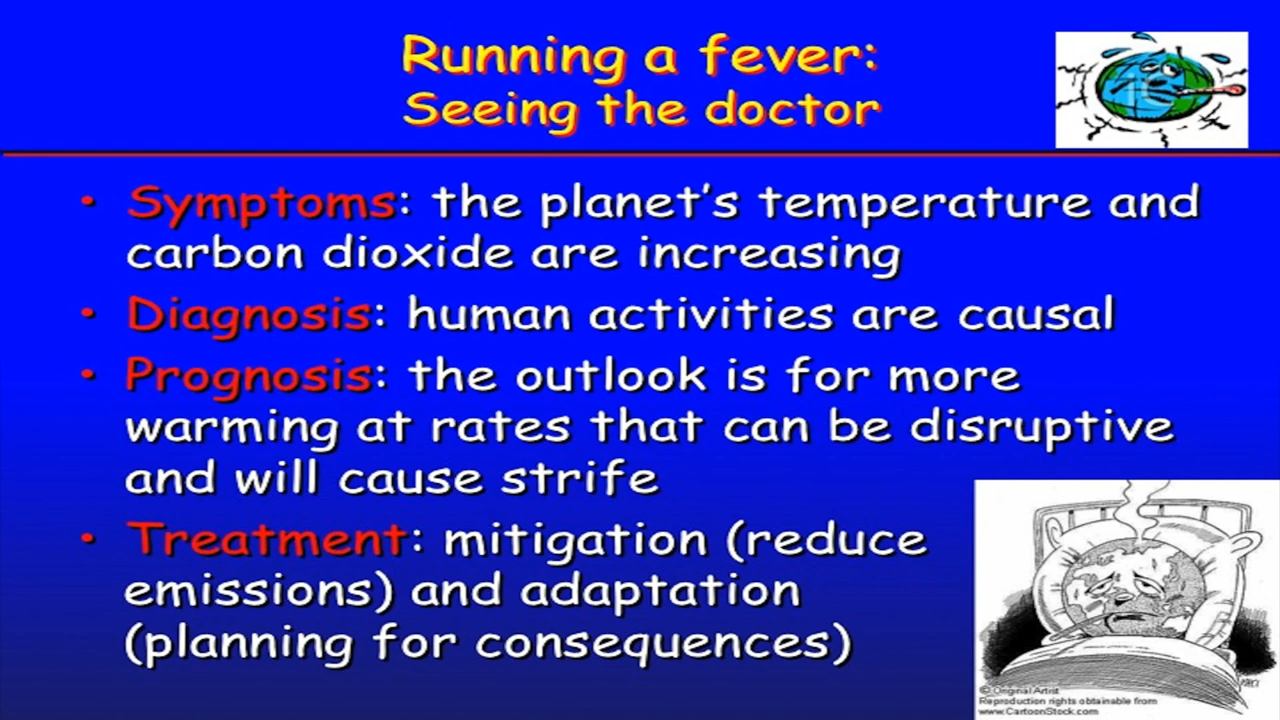 Running a fever:
Seeing the doctor
• Symptoms: the planet’s temperature and
carbon dioxide are increasing
• Diagnosis: human activities are causal
• Prognosis: the outlook is for more
warming at rates that can be disruptive
and will cause strife
• Treatment: mitigation (reduce
emissions) and adaptation
(planning for consequences)
© Original Artist
Reproduction rights obtainable from
www.CartoonStock.com